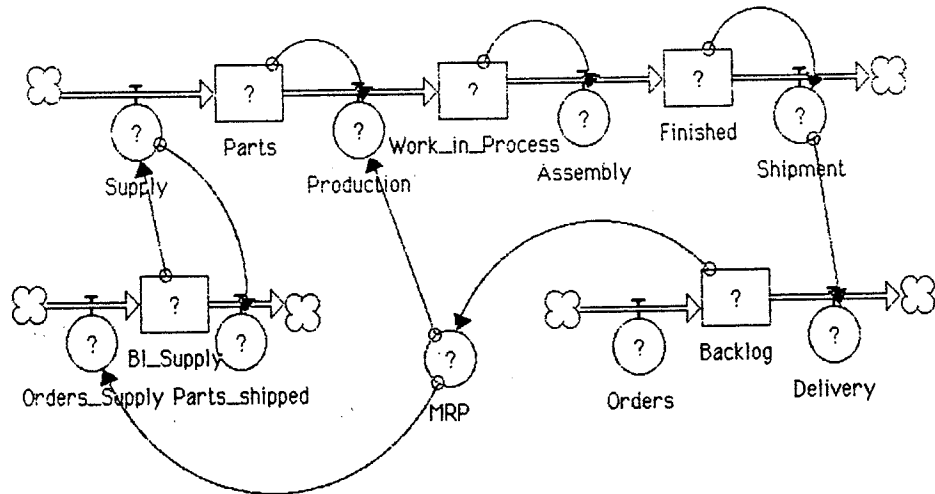 ?
?
?
?
?
?
?
Parts
Work_in_Process
Finished
Supply
Production
Assembly
Shipment
?
?
?
?
?
?
?
Bl_Supply
Backlog
Orders_Supply Parts_shipped
MRP
Orders
Delivery